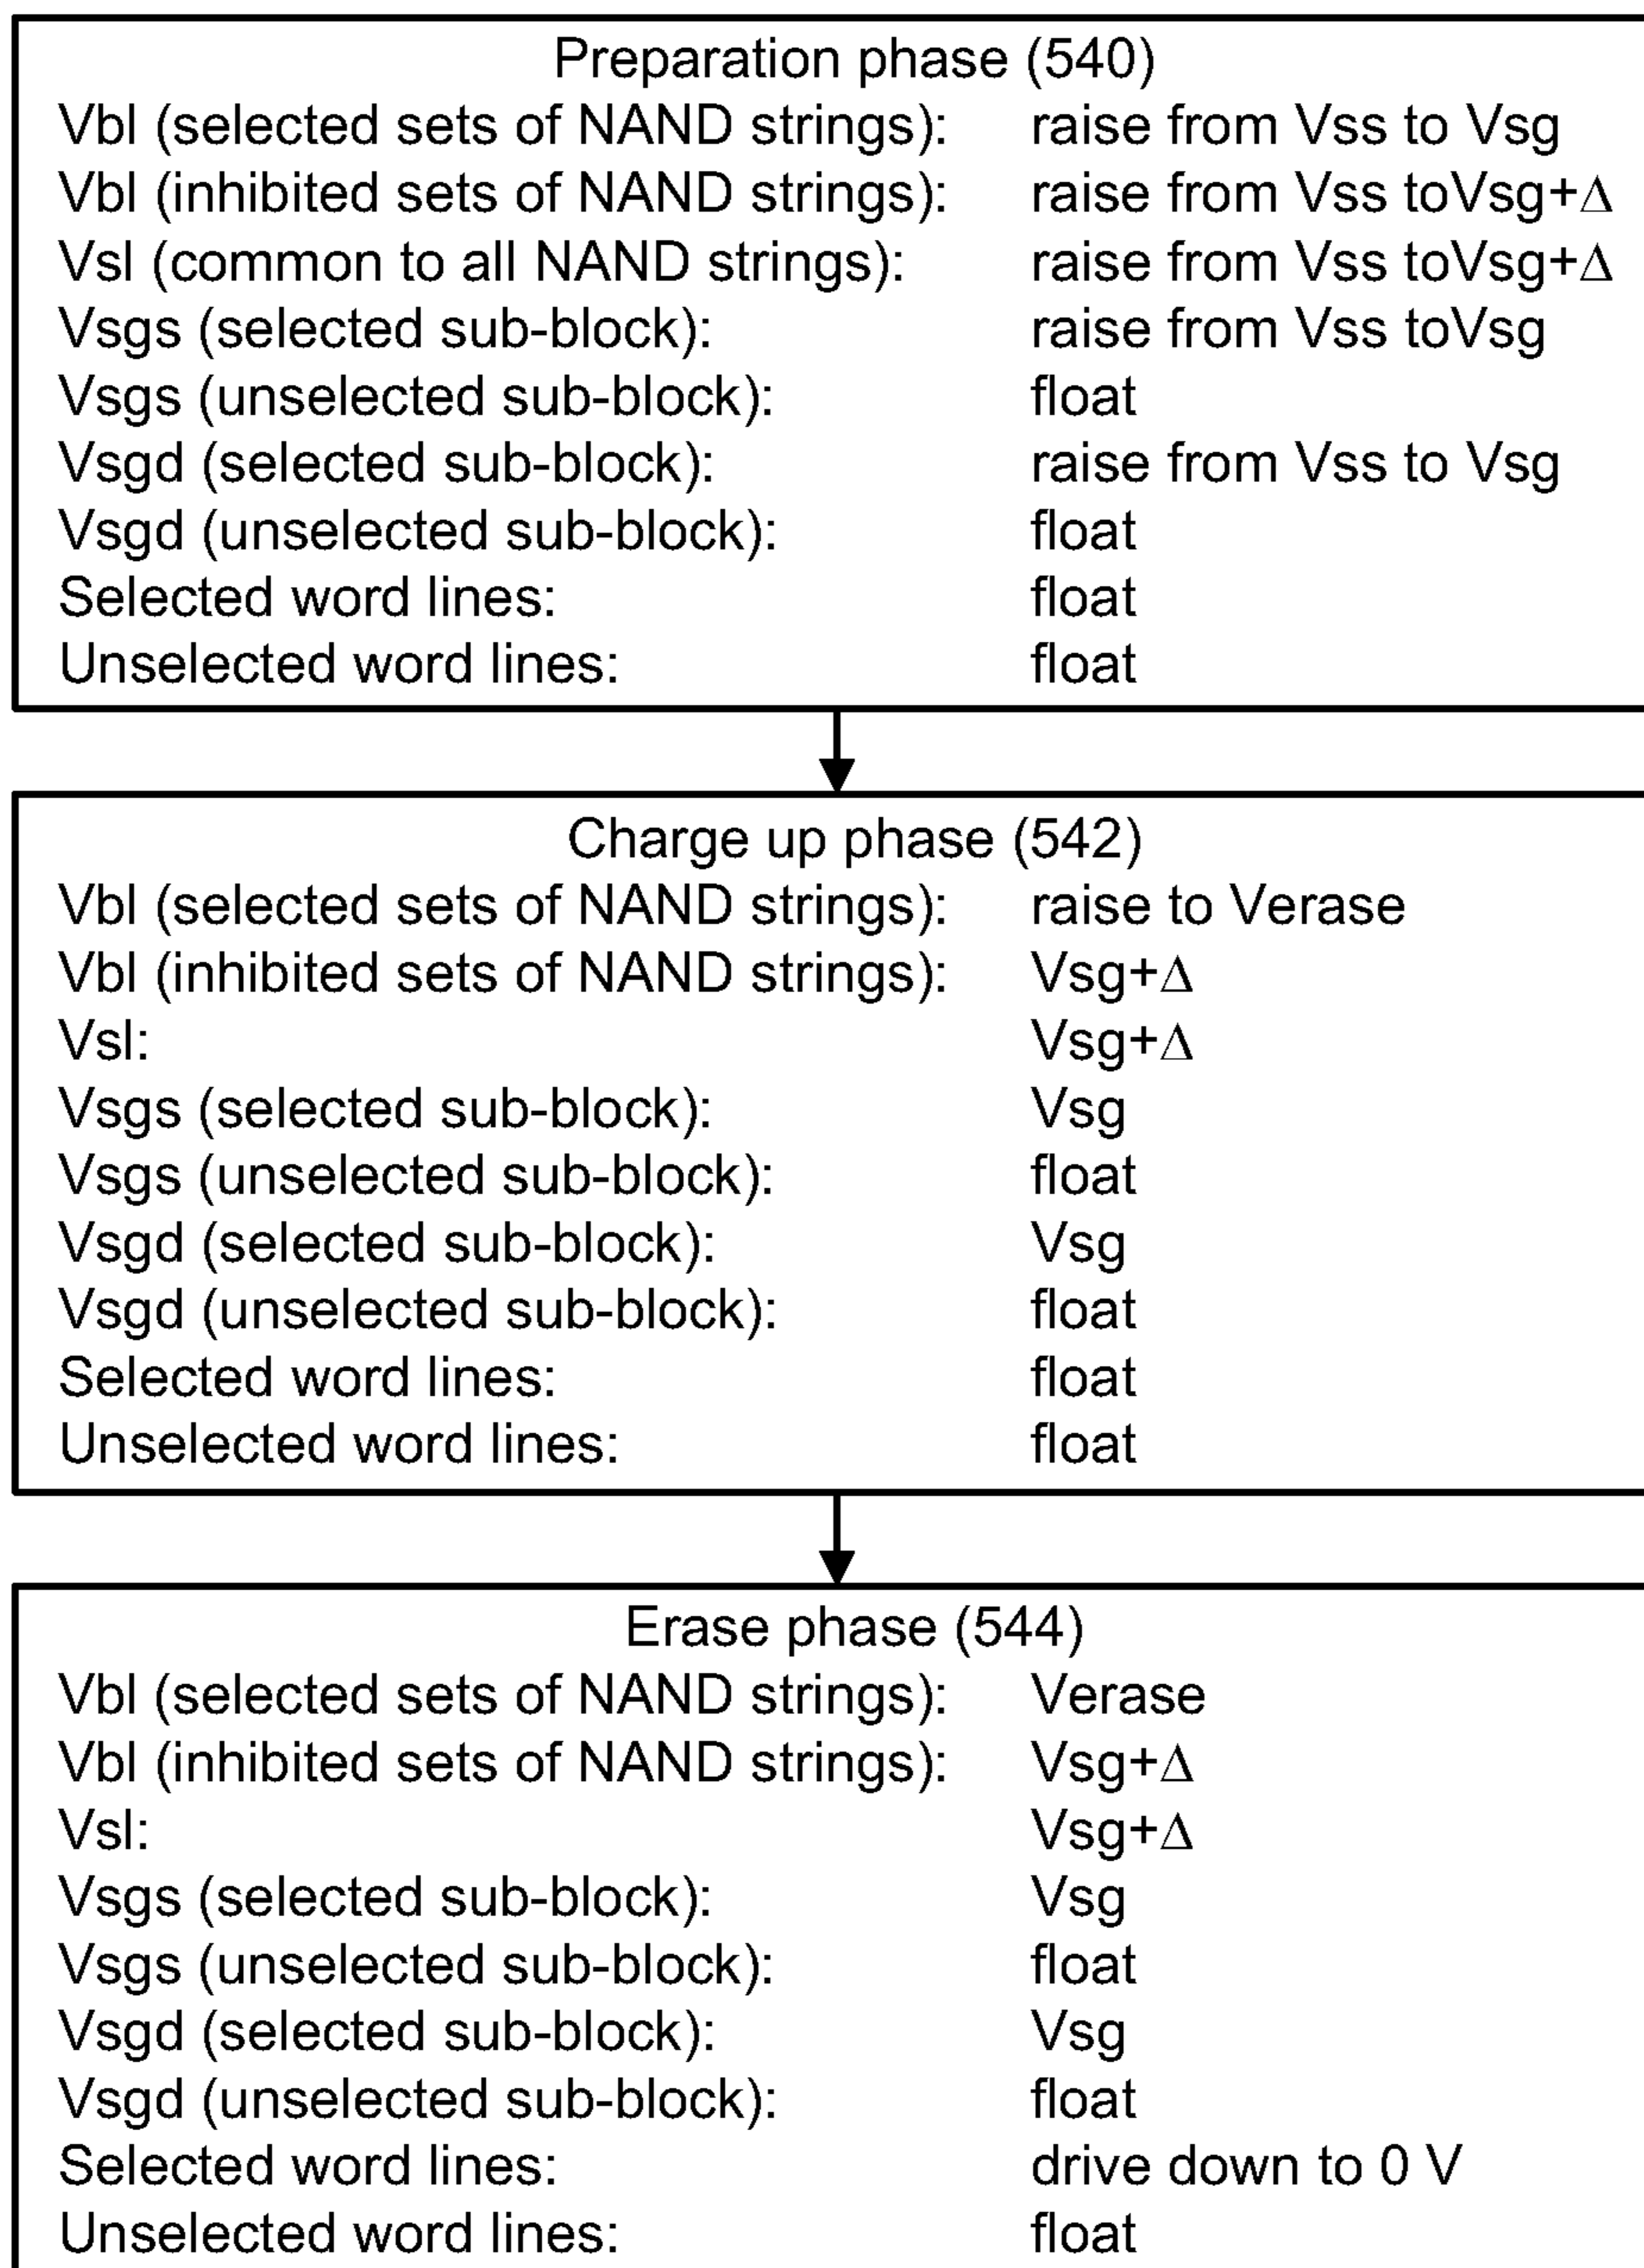 Preparation phase (540)
Vbl (selected sets of NAND strings): raise from Vss to Vsg
Vbl (inhibited sets of NAND strings): raise from Vss toVsg+Δ
Vsl (common to all NAND strings): raise from Vss toVsg+Δ
Vsgs (selected sub-block): raise from Vss toVsg
Vsgs (unselected sub-block): float
Vsgd (selected sub-block): raise from Vss to Vsg
Vsgd (unselected sub-block): float
Selected word lines: float
Unselected word lines: float
Charge up phase (542)
Vbl (selected sets of NAND strings): raise to Verase
Vbl (inhibited sets of NAND strings): Vsg+Δ
Vsl: Vsg+Δ
Vsgs (selected sub-block): Vsg
Vsgs (unselected sub-block): float
Vsgd (selected sub-block): Vsg
Vsgd (unselected sub-block): float
Selected word lines: float
Unselected word lines: float
Erase phase (544)
Vbl (selected sets of NAND strings): Verase
Vbl (inhibited sets of NAND strings): Vsg+Δ
Vsl: Vsg+Δ
Vsgs (selected sub-block): Vsg
Vsgs (unselected sub-block): float
Vsgd (selected sub-block): Vsg
Vsgd (unselected sub-block): float
Selected word lines: drive down to 0 V
Unselected word lines: float